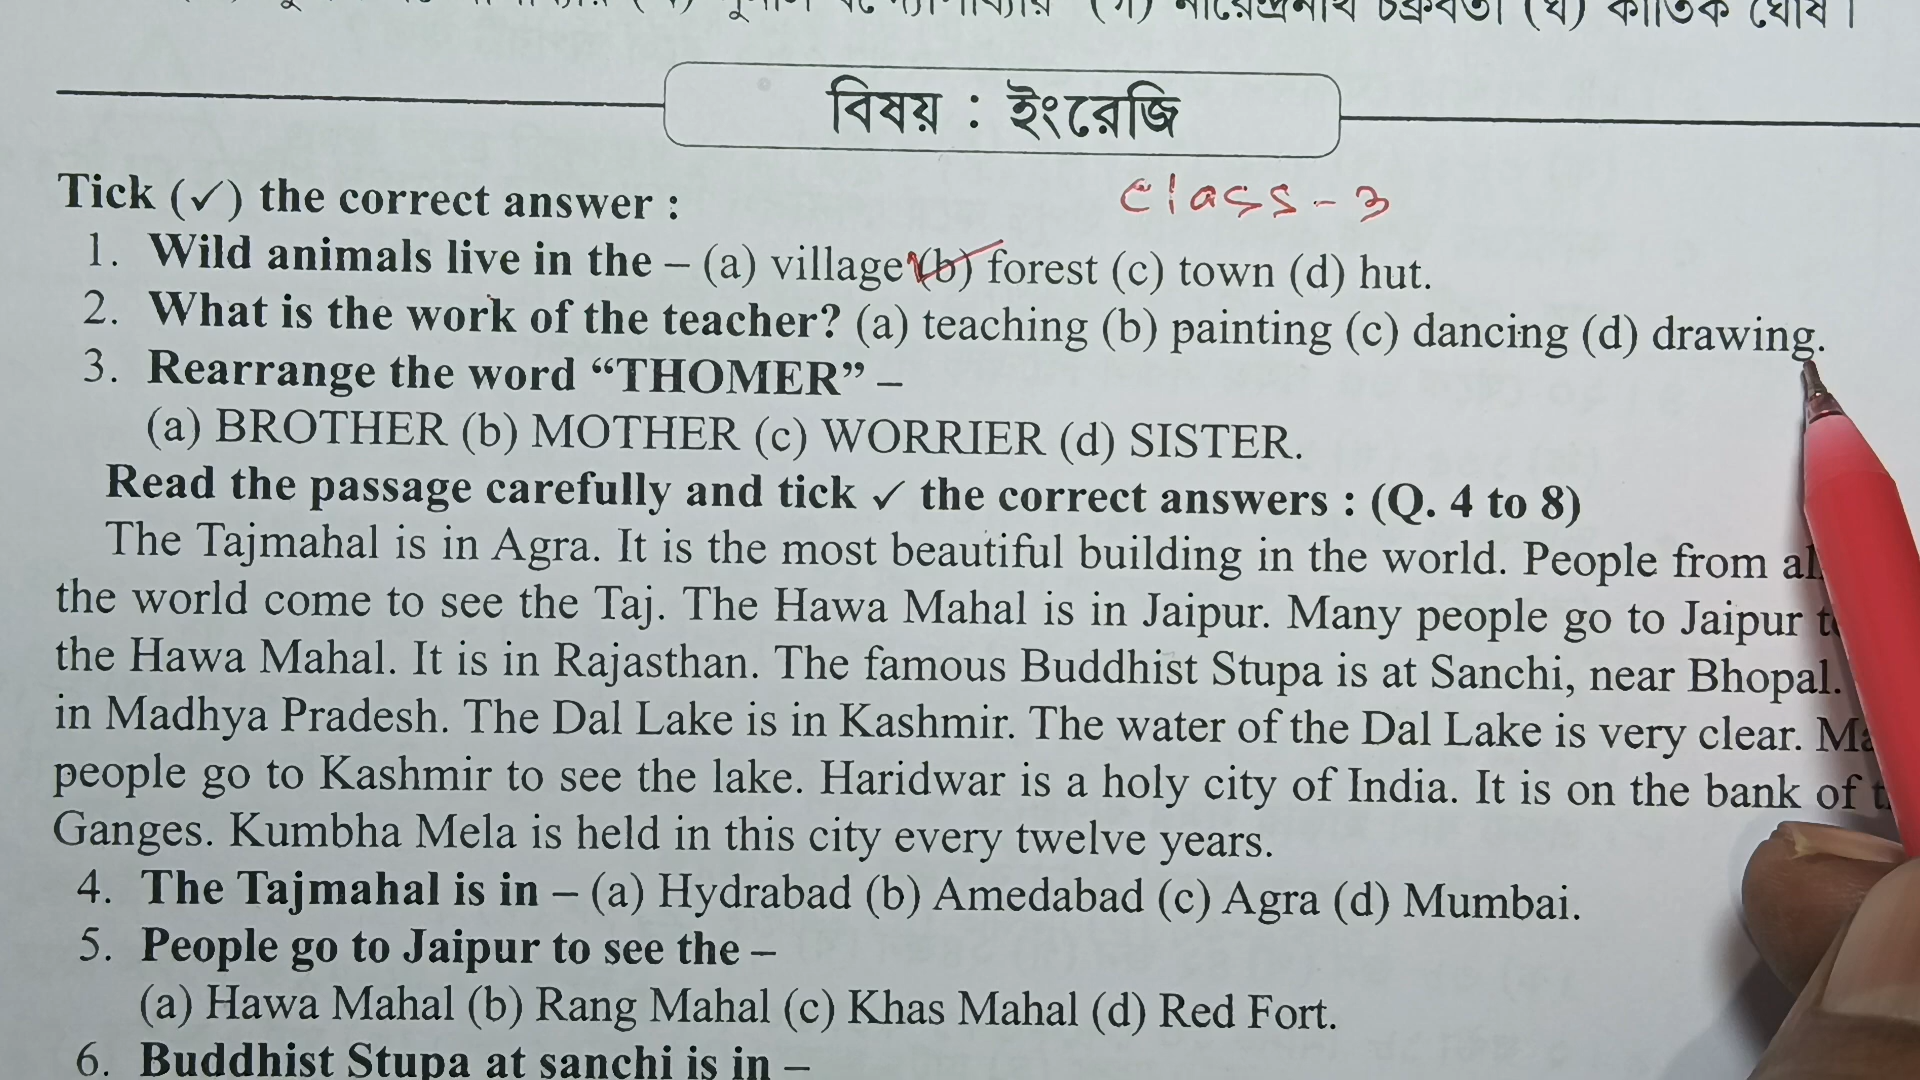 (গ) নীরেন্দ্রনাথ চক্রবর্তী (ঘ) কার্তিক ঘোষ।
বিষয় : ইংরেজি
Tick (✓) the correct answer :
class - 3
1. Wild animals live in the – (a) village (b) forest (c) town (d) hut.
2. What is the work of the teacher? (a) teaching (b) painting (c) dancing (d) drawing.
3. Rearrange the word “THOMER” –
(a) BROTHER (b) MOTHER (c) WORRIER (d) SISTER.
Read the passage carefully and tick ✓ the correct answers : (Q. 4 to 8)
The Tajmahal is in Agra. It is the most beautiful building in the world. People from
the world come to see the Taj. The Hawa Mahal is in Jaipur. Many people go to Jaipur
the Hawa Mahal. It is in Rajasthan. The famous Buddhist Stupa is at Sanchi, near Bhopal.
in Madhya Pradesh. The Dal Lake is in Kashmir. The water of the Dal Lake is very clear.
people go to Kashmir to see the lake. Haridwar is a holy city of India. It is on the bank of
Ganges. Kumbha Mela is held in this city every twelve years.
4. The Tajmahal is in – (a) Hydrabad (b) Amedabad (c) Agra (d) Mumbai.
5. People go to Jaipur to see the –
(a) Hawa Mahal (b) Rang Mahal (c) Khas Mahal (d) Red Fort.
6. Buddhist Stupa at sanchi is in –